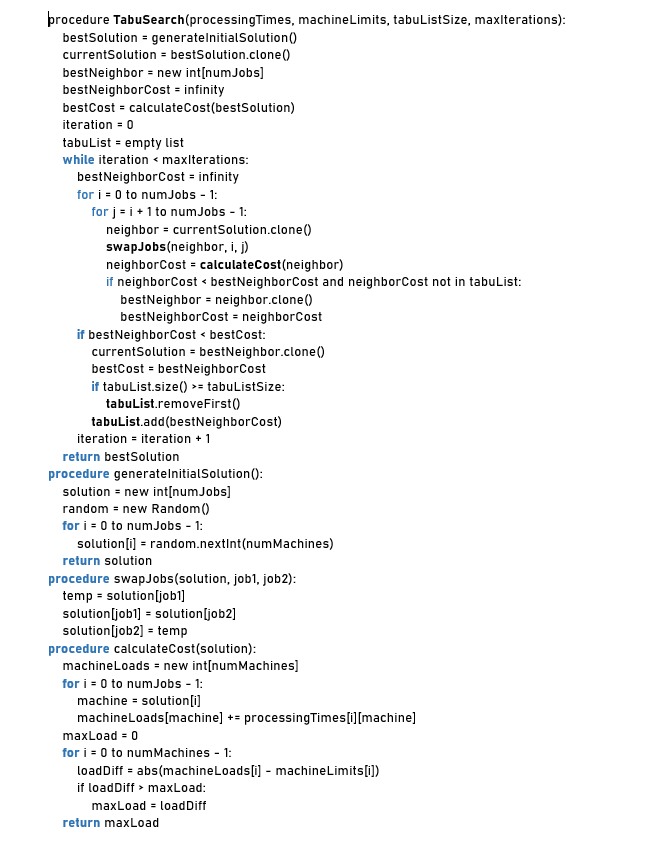 procedure TabuSearch(processingTimes, machineLimits, tabuListSize, maxIterations):
bestSolution = generateInitialSolution()
currentSolution = bestSolution.clone()
bestNeighbor = new int[numJobs]
bestNeighborCost = infinity
bestCost = calculateCost(bestSolution)
iteration = 0
tabuList = empty list
while iteration < maxIterations:
bestNeighborCost = infinity
for i = 0 to numJobs - 1:
for j = i + 1 to numJobs - 1:
neighbor = currentSolution.clone()
swapJobs(neighbor, i, j)
neighborCost = calculateCost(neighbor)
if neighborCost < bestNeighborCost and neighborCost not in tabuList:
bestNeighbor = neighbor.clone()
bestNeighborCost = neighborCost
if bestNeighborCost < bestCost:
currentSolution = bestNeighbor.clone()
bestCost = bestNeighborCost
if tabuList.size() >= tabuListSize:
tabuList.removeFirst()
tabuList.add(bestNeighborCost)
iteration = iteration + 1
return bestSolution
procedure generateInitialSolution():
solution = new int[numJobs]
random = new Random()
for i = 0 to numJobs - 1:
solution[i] = random.nextInt(numMachines)
return solution
procedure swapJobs(solution, job1, job2):
temp = solution[job1]
solution[job1] = solution[job2]
solution[job2] = temp
procedure calculateCost(solution):
machineLoads = new int[numMachines]
for i = 0 to numJobs - 1:
machine = solution[i]
machineLoads[machine] += processingTimes[i][machine]
maxLoad = 0
for i = 0 to numMachines - 1:
loadDiff = abs(machineLoads[i] - machineLimits[i])
if loadDiff > maxLoad:
maxLoad = loadDiff
return maxLoad